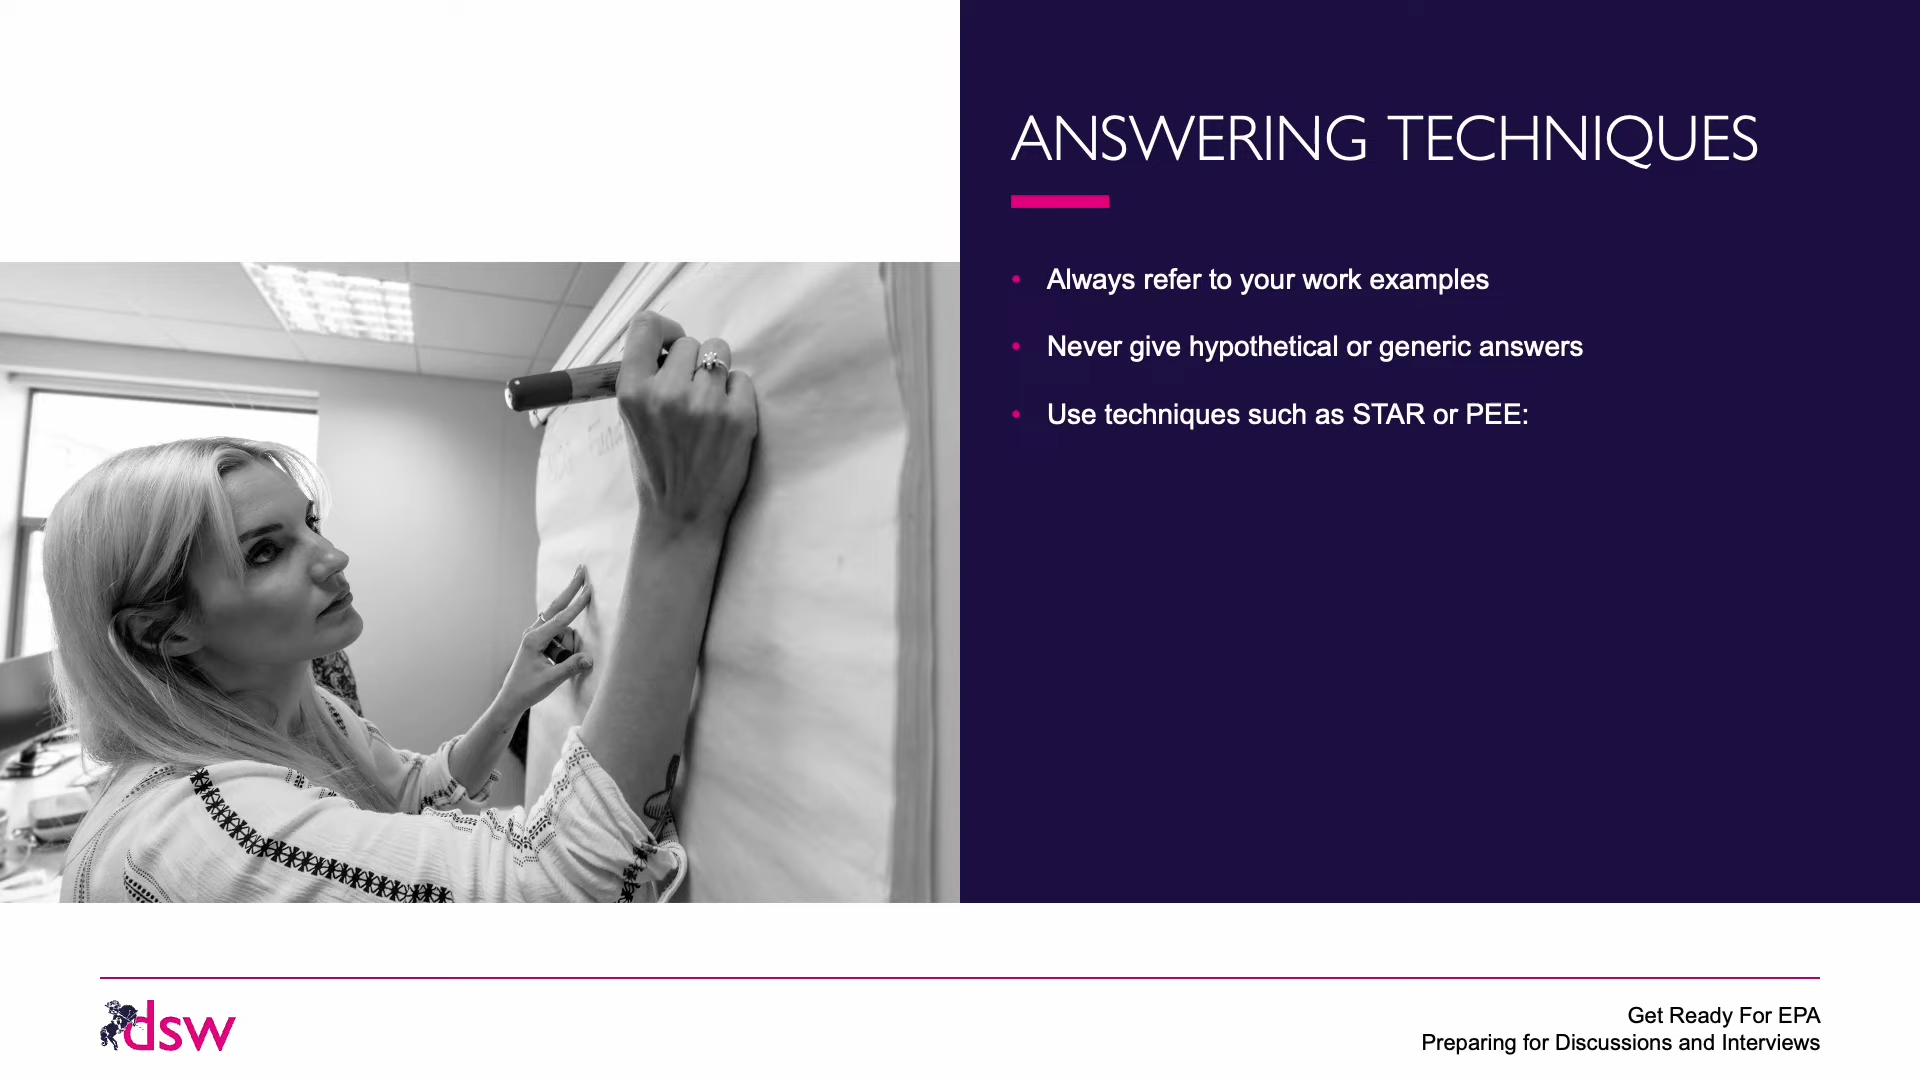 ANSWERING TECHNIQUES
• Always refer to your work examples
• Never give hypothetical or generic answers
• Use techniques such as STAR or PEE:
dsw
Get Ready For EPA
Preparing for Discussions and Interviews